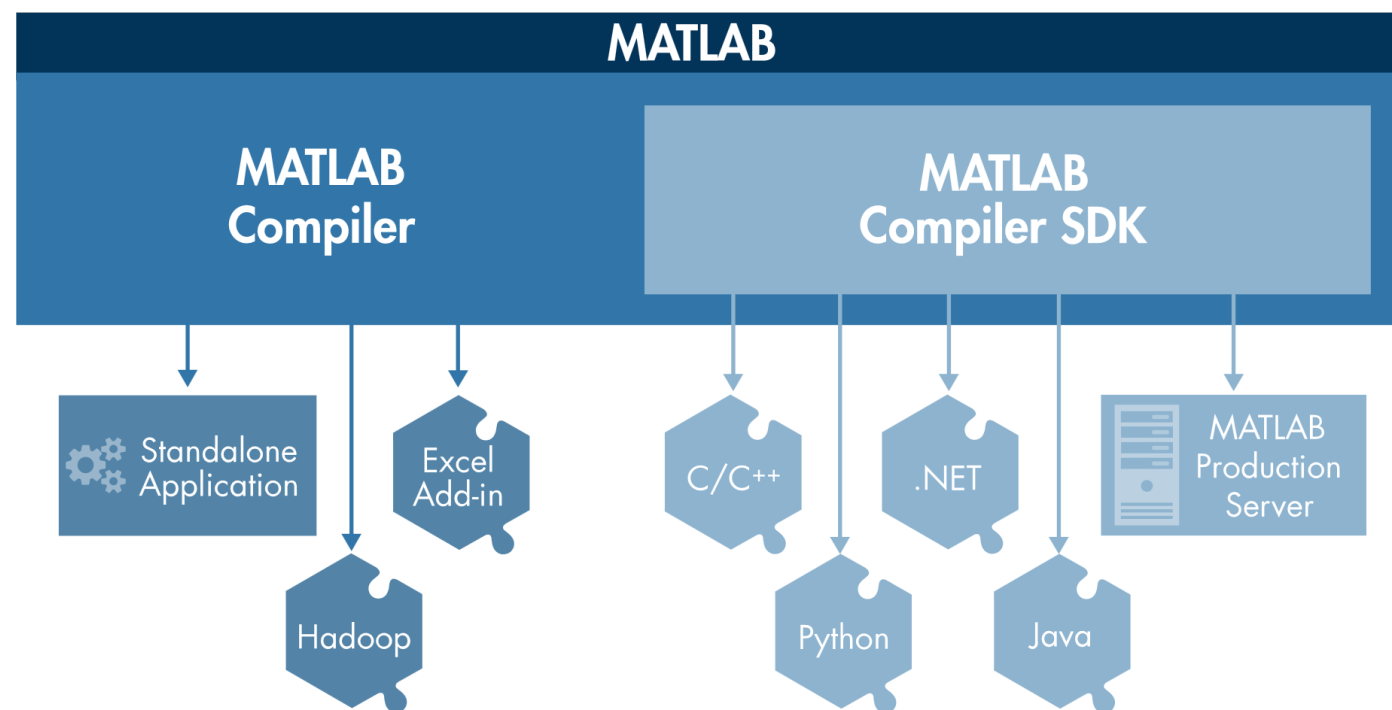 MATLAB
MATLAB
Compiler
MATLAB
Compiler SDK
Standalone
Application
Hadoop
Excel
Add-in
C/C++
Python
.NET
Java
MATLAB
Production
Server